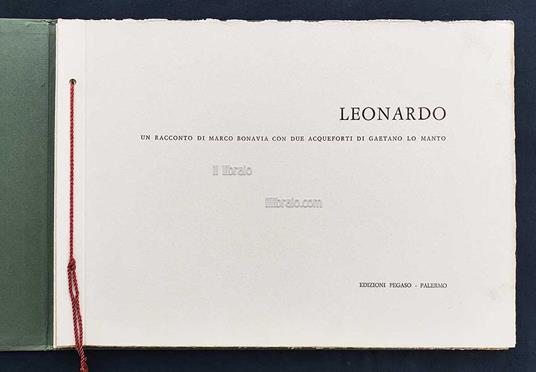 LEONARDO
UN RACCONTO DI MARCO BONAVIA CON DUE ACQUEFORTI DI GAETANO LO MANTO
Il libraio
illibraio.com
EDIZIONI PEGASO - PALERMO